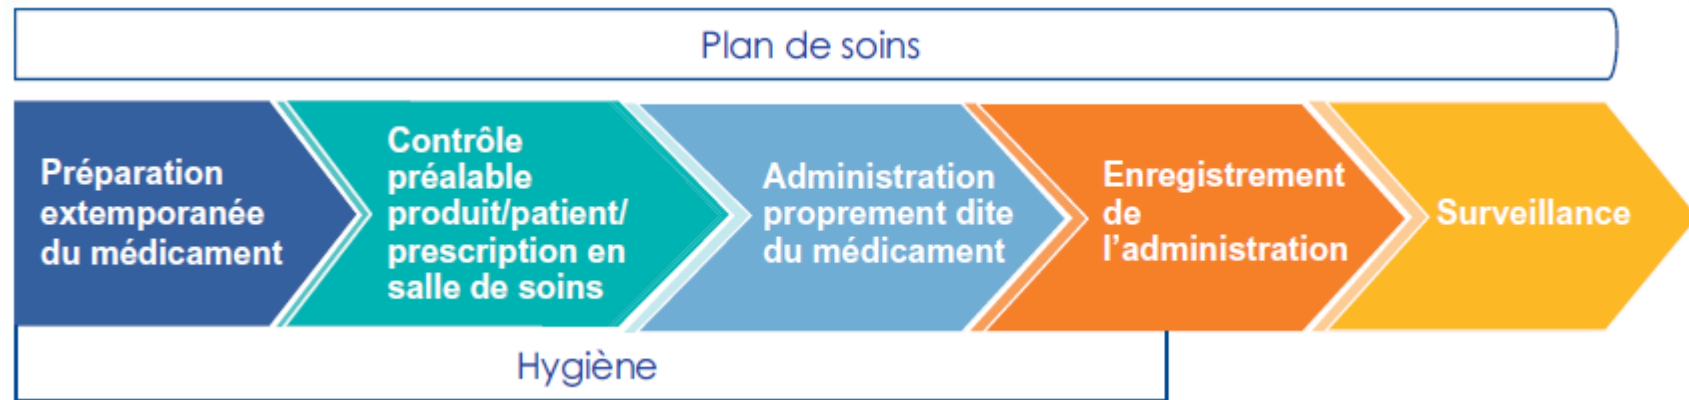 Plan de soins
Préparation
extemporanée
du médicament
Contrôle
préalable
produit/patient/
prescription en
salle de soins
Administration
proprement dite
du médicament
Enregistrement
de
l’administration
Surveillance
Hygiène